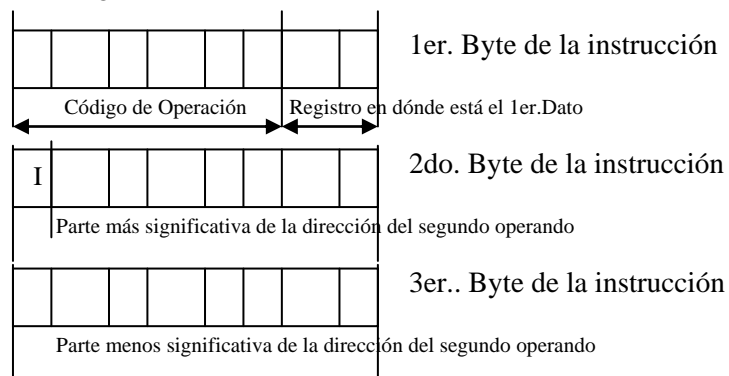 1er. Byte de la instrucción
Código de Operación Registro en dónde está el 1er.Dato
I
2do. Byte de la instrucción
Parte más significativa de la dirección del segundo operando
3er.. Byte de la instrucción
Parte menos significativa de la dirección del segundo operando